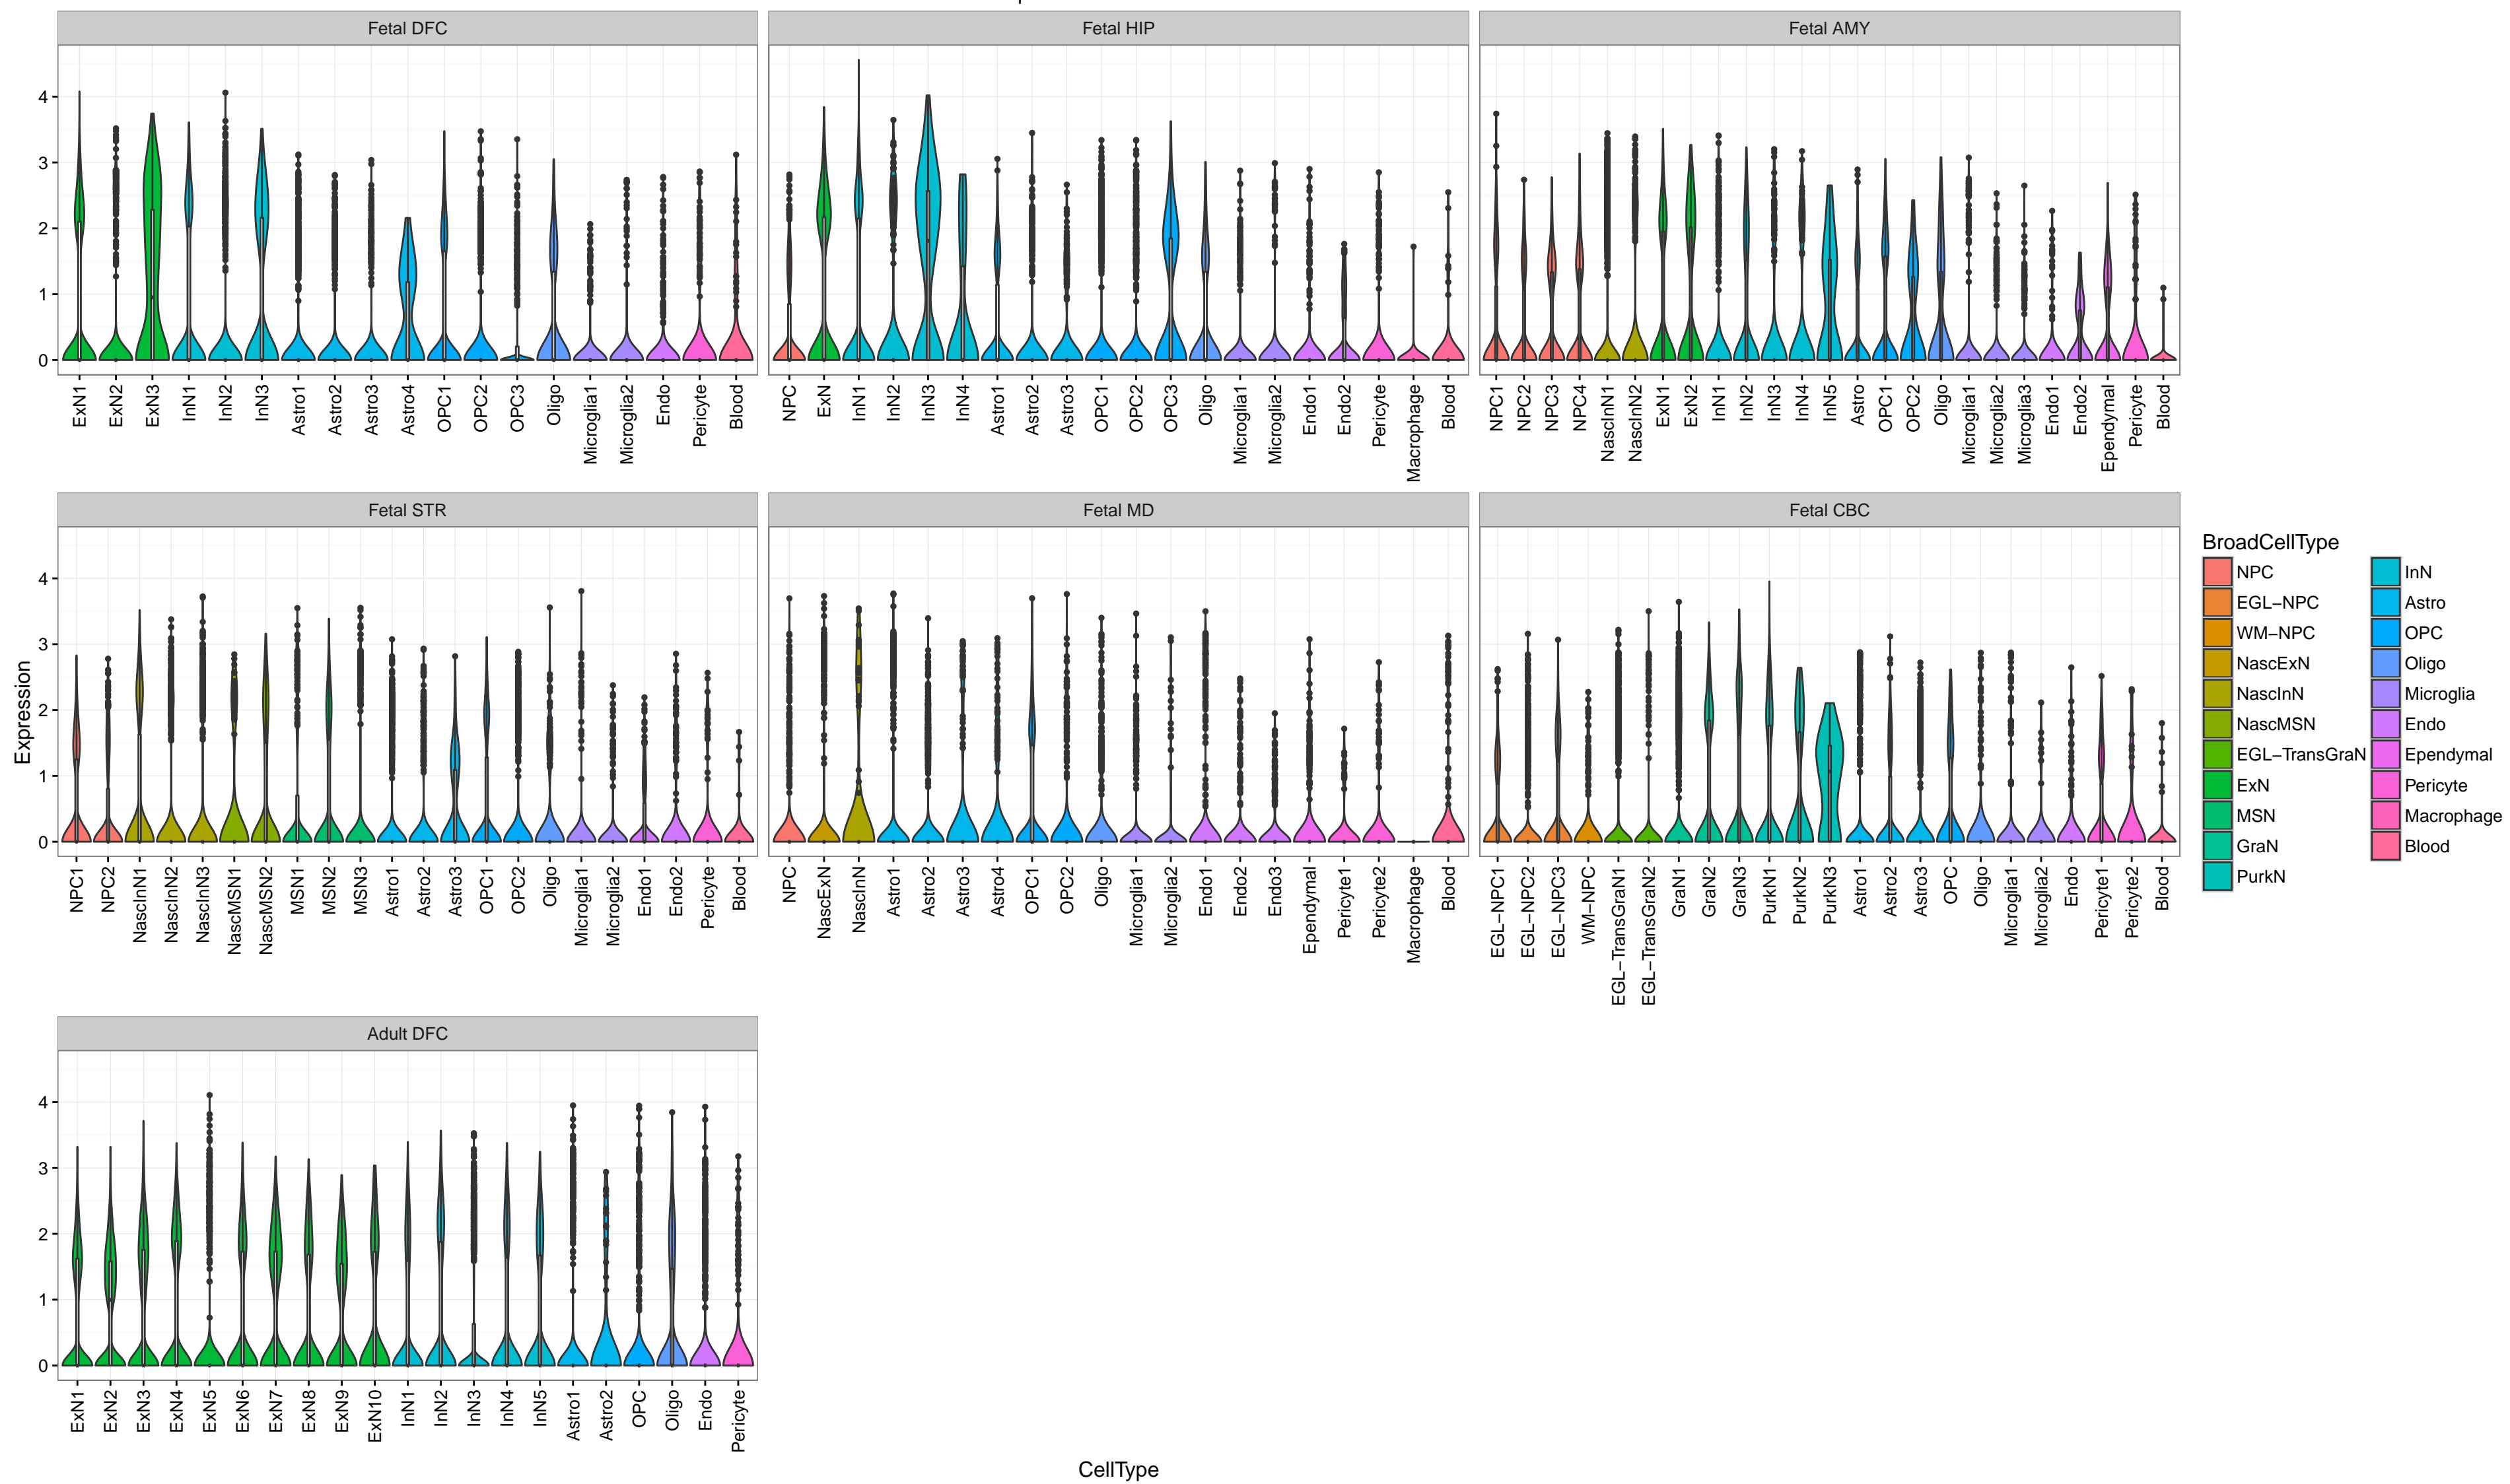 Fetal DFC
Fetal HIP
Fetal AMY
4
3
2
1
0
ExN1 ExN2 ExN3 InN1 InN2 InN3 Astro1 Astro2 Astro3 Astro4 OPC1 OPC2 OPC3 Oligo Microglia1 Microglia2 Endo Pericyte Blood
NPC ExN InN1 InN2 InN3 InN4 Astro1 Astro2 Astro3 OPC1 OPC2 OPC3 Oligo Microglia1 Microglia2 Endo1 Endo2 Pericyte Macrophage Blood
NPC1 NPC2 NPC3 NPC4 NascInN1 NascInN2 ExN1 ExN2 InN1 InN2 InN3 InN4 InN5 Astro OPC1 OPC2 Oligo Microglia1 Microglia2 Microglia3 Endo1 Endo2 Ependymal Pericyte Blood
Fetal STR
Fetal MD
Fetal CBC
Expression
4
3
2
1
0
NPC1 NPC2 NascInN1 NascInN2 NascInN3 NascMSN1 NascMSN2 MSN1 MSN2 MSN3 Astro1 Astro2 Astro3 OPC1 OPC2 Oligo Microglia1 Microglia2 Endo1 Endo2 Pericyte Blood
NPC NascExN NascInN Astro1 Astro2 Astro3 Astro4 OPC1 OPC2 Oligo Microglia1 Microglia2 Endo1 Endo2 Endo3 Ependymal Pericyte1 Pericyte2 Macrophage Blood
EGL−NPC1 EGL−NPC2 EGL−NPC3 WM−NPC EGL−TransGraN1 EGL−TransGraN2 GraN1 GraN2 GraN3 PurkN1 PurkN2 PurkN3 Astro1 Astro2 Astro3 OPC Oligo Microglia1 Microglia2 Endo Pericyte1 Pericyte2 Blood
BroadCellType
NPC
EGL−NPC
WM−NPC
NascExN
NascInN
NascMSN
EGL−TransGraN
ExN
MSN
GraN
PurkN
InN
Astro
OPC
Oligo
Microglia
Endo
Ependymal
Pericyte
Macrophage
Blood
Adult DFC
4
3
2
1
0
ExN1 ExN2 ExN3 ExN4 ExN5 ExN6 ExN7 ExN8 ExN9 ExN10 InN1 InN2 InN3 InN4 InN5 Astro1 Astro2 OPC Oligo Endo Pericyte
CellType